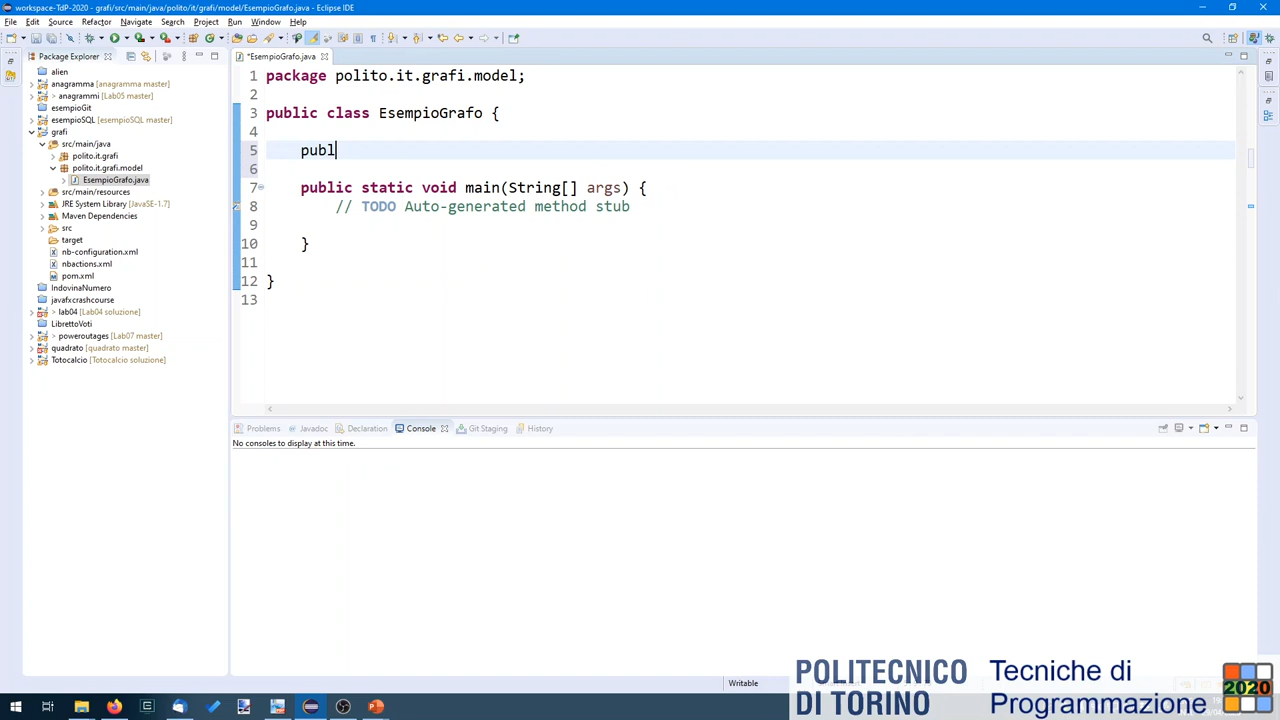 workspace-TdP-2020 - grafi/src/main/java/polito/it/grafi/model/EsempioGrafo.java - Eclipse IDE
File Edit Source Refactor Navigate Search Project Run Window Help
Package Explorer
*EsempioGrafo.java
alien
anagramma [anagramma master]
> anagrammi [Lab05 master]
esempioGit
esempioSQL [esempioSQL master]
grafi
src/main/java
polito.it.grafi
polito.it.grafi.model
EsempioGrafo.java
src/main/resources
JRE System Library [JavaSE-1.7]
Maven Dependencies
src
target
nb-configuration.xml
nbactions.xml
pom.xml
IndovinaNumero
javafxcrashcourse
> lab04 [Lab04 soluzione]
LibrettoVoti
> poweroutages [Lab07 master]
quadrato [quadrato master]
Totocalcio [Totocalcio soluzione]
1 package polito.it.grafi.model;
2
3 public class EsempioGrafo {
4
5 publ
6
7 public static void main(String[] args) {
8 // TODO Auto-generated method stub
9
10 }
11
12 }
13
Problems Javadoc Declaration Console Git Staging History
No consoles to display at this time.
Writable
POLITECNICO
DI TORINO
Tecniche di
Programmazione
2020